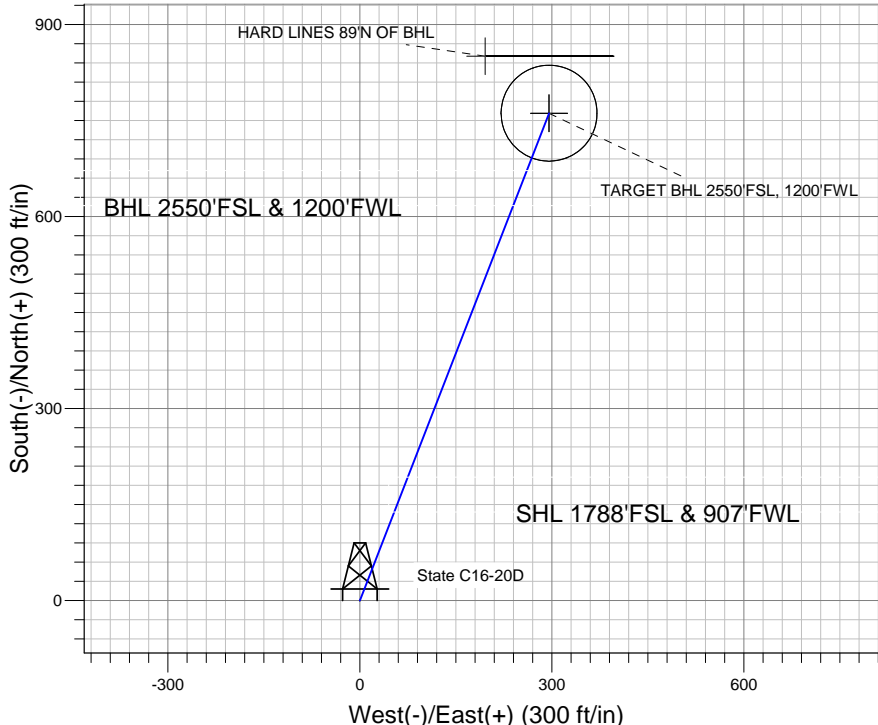 900
HARD LINES 89'N OF BHL
TARGET BHL 2550'FSL, 1200'FWL
BHL 2550'FSL & 1200'FWL
600
South(-)/North(+) (300 ft/in)
300
SHL 1788'FSL & 907'FWL
State C16-20D
0
-300 0 300 600
West(-)/East(+) (300 ft/in)